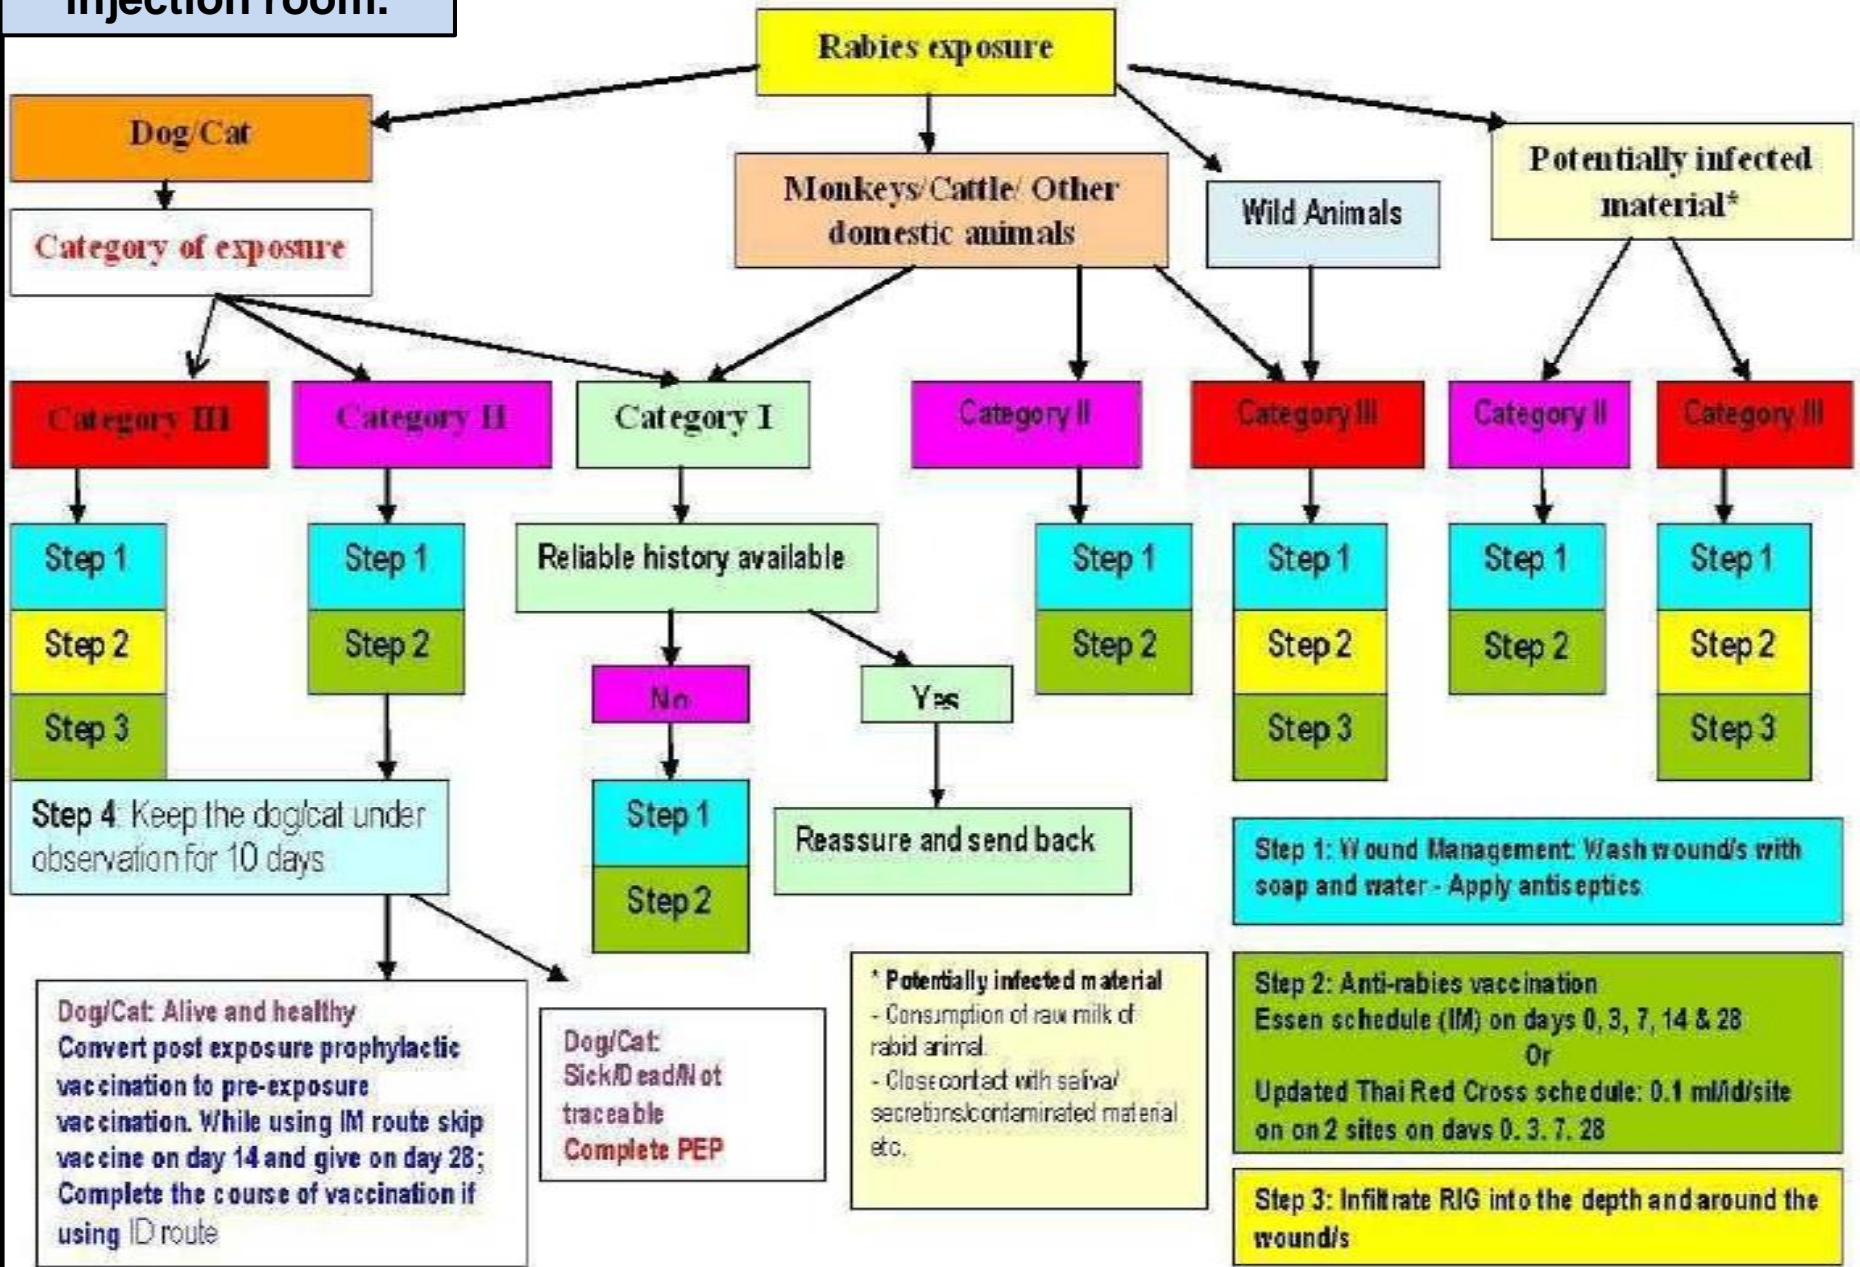 injection room.
Rabies exposure
Dog/Cat
Category of exposure
Monkeys/Cattle/ Other
domestic animals
Wild Animals
Potentially infected
material*
Category III
Category II
Category I
Category II
Category III
Category II
Category III
Step 1
Step 2
Step 3
Step 1
Step 2
Reliable history available
No
Yes
Step 1
Step 2
Reassure and send back
Step 1
Step 2
Step 1
Step 2
Step 3
Step 1
Step 2
Step 1
Step 2
Step 3
Step 4: Keep the dog/cat under
observation for 10 days
Dog/Cat: Alive and healthy
Convert post exposure prophylactic
vaccination to pre-exposure
vaccination. While using IM route skip
vaccine on day 14 and give on day 28;
Complete the course of vaccination if
using ID route
Dog/Cat:
Sick/Dead/Not
traceable
Complete PEP
* Potentially infected material
- Consumption of raw milk of
rabid animal.
- Close contact with saliva/
secretions/contaminated material
etc.
Step 1: Wound Management: Wash wound/s with
soap and water - Apply antiseptics
Step 2: Anti-rabies vaccination
Essen schedule (IM) on days 0, 3, 7, 14 & 28
Or
Updated Thai Red Cross schedule: 0.1 ml/id/site
on on 2 sites on days 0, 3, 7, 28
Step 3: Infiltrate RIG into the depth and around the
wound/s